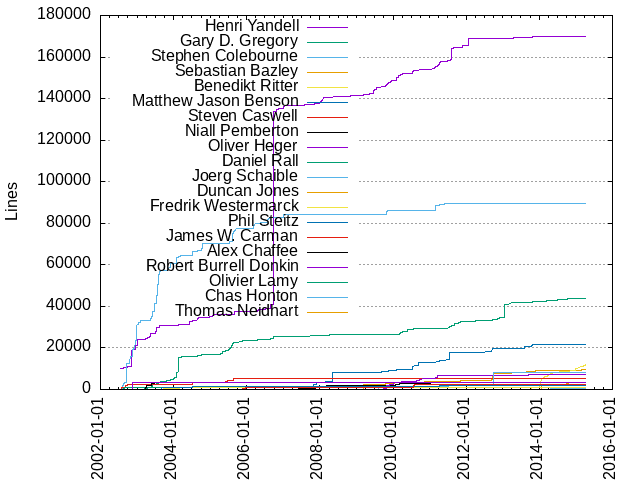 180000
160000
140000
120000
100000
80000
60000
40000
20000
0
Lines
Henri Yandell
Gary D. Gregory
Stephen Colebourne
Sebastian Bazley
Benedikt Ritter
Matthew Jason Benson
Steven Caswell
Niall Pemberton
Oliver Heger
Daniel Rall
Joerg Schaible
Duncan Jones
Fredrik Westermarck
Phil Steitz
James W. Carman
Alex Chaffee
Robert Burrell Donkin
Olivier Lamy
Chas Honton
Thomas Neidhart
2002-01-01
2004-01-01
2006-01-01
2008-01-01
2010-01-01
2012-01-01
2014-01-01
2016-01-01